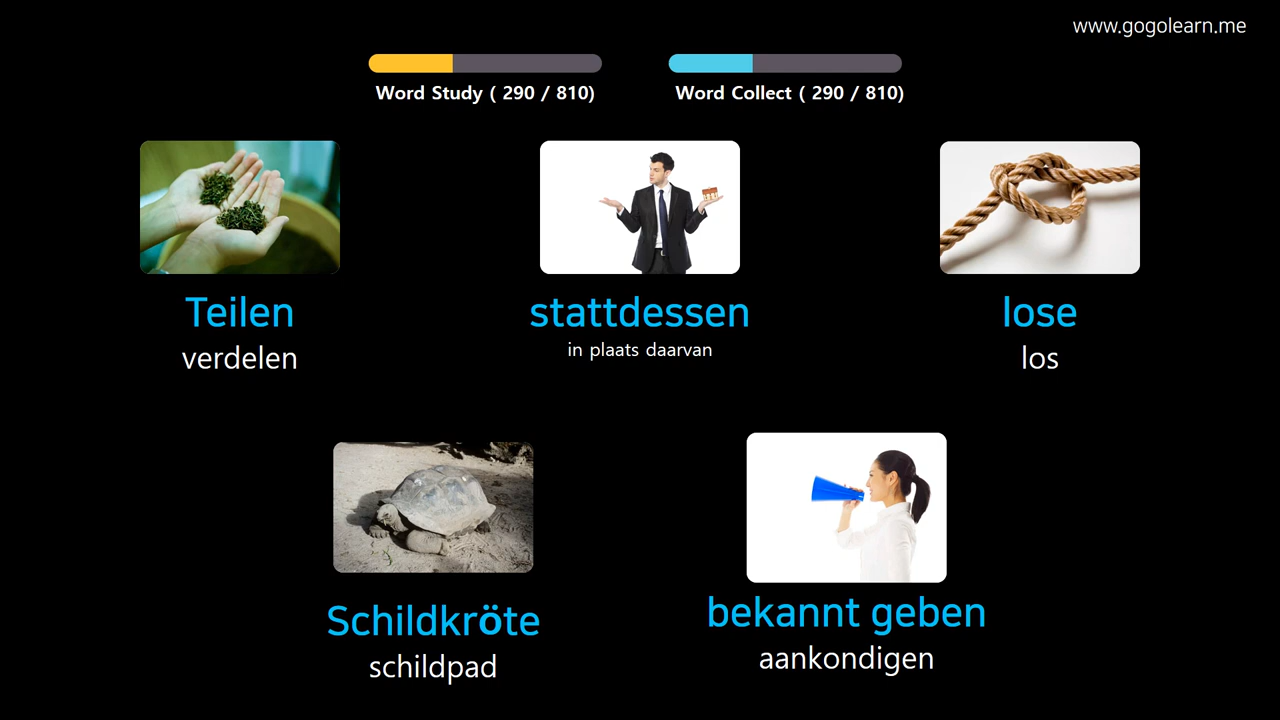 www.gogolearn.me
Word Study ( 290 / 810)
Word Collect ( 290 / 810)
Teilen
verdelen
stattdessen
in plaats daarvan
lose
los
Schildkröte
schildpad
bekannt geben
aankondigen